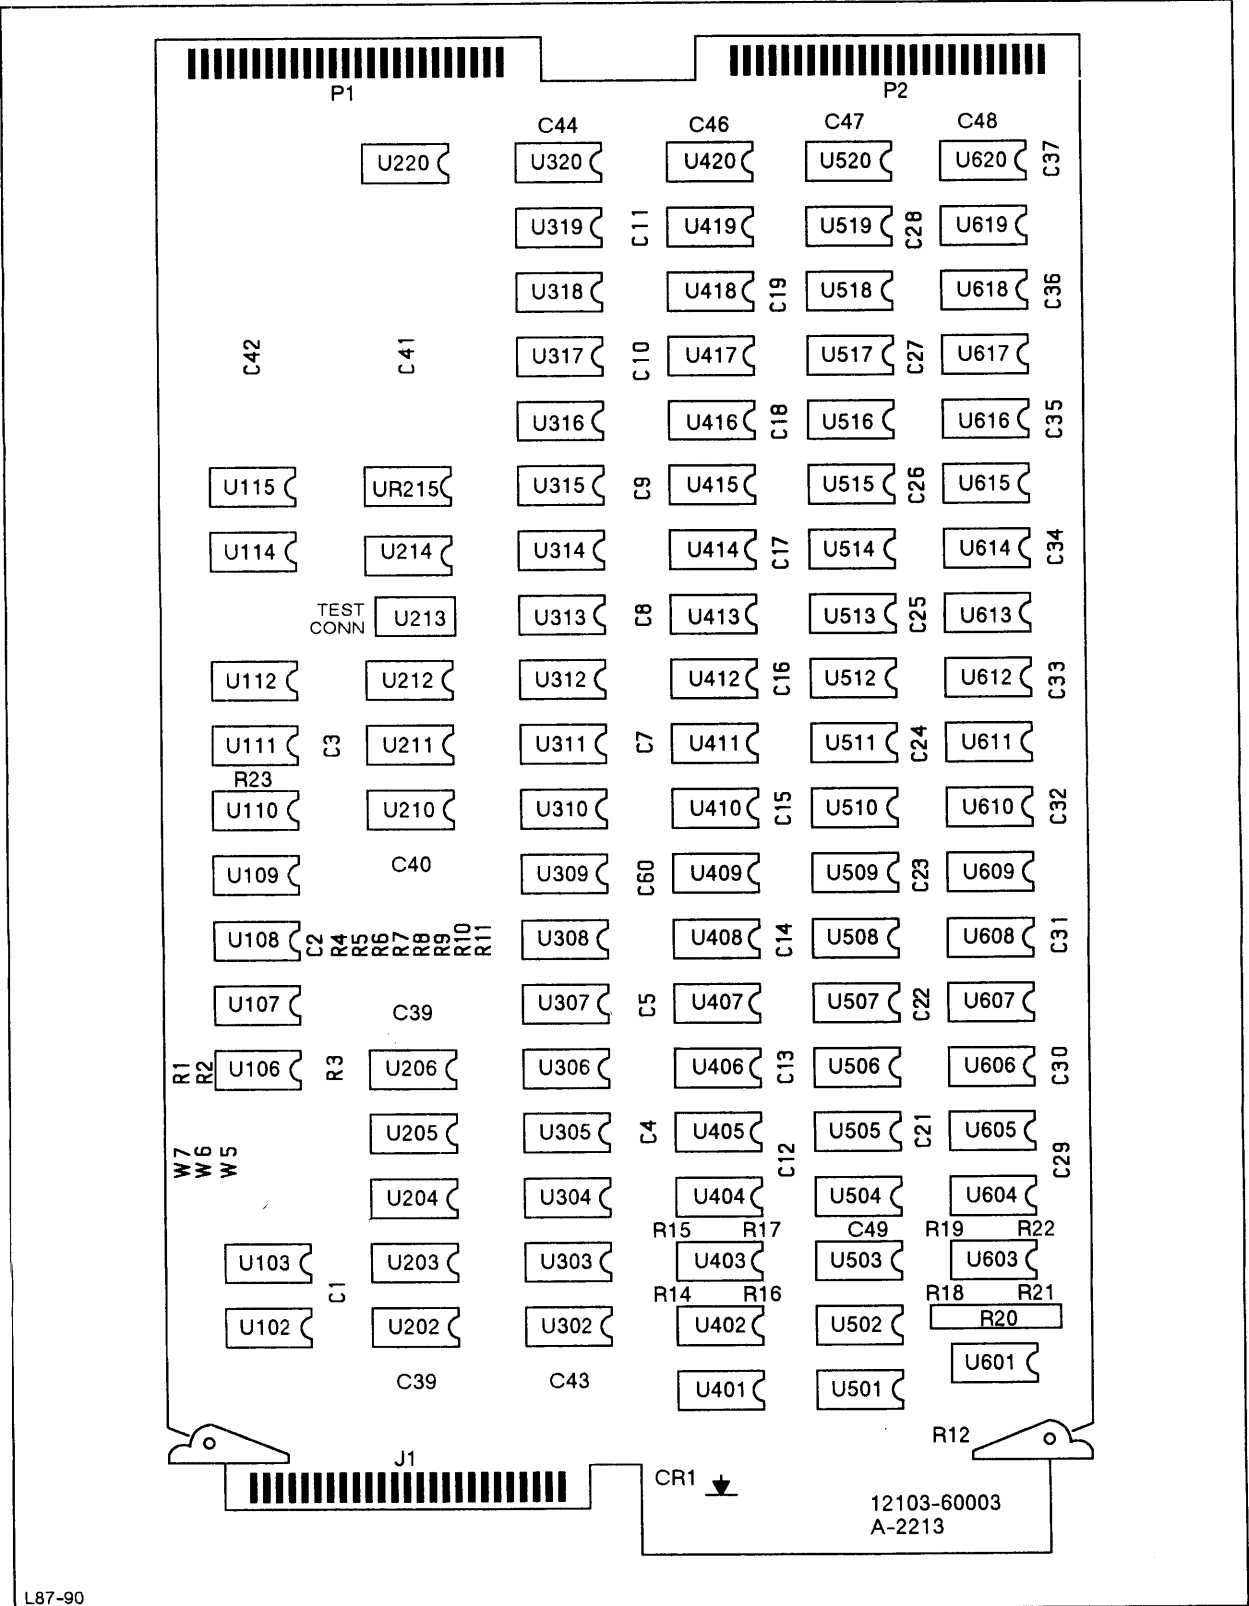 P1 P2
C44 C46 C47 C48
U220 U320 U420 U520 U620 C37
U319 C11 U419 U519 C28 U619
U318 U418 C19 U518 U618 C36
C42 C41 U317 C10 U417 U517 C27 U617
U316 U416 C18 U516 U616 C35
U115 UR215 U315 C9 U415 U515 C26 U615
U114 U214 U314 U414 C17 U514 U614 C34
TEST
CONN U213 U313 C8 U413 U513 C25 U613
U112 U212 U312 U412 C16 U512 U612 C33
U111 C3 U211 U311 C7 U411 U511 C24 U611
R23
U110 U210 U310 U410 C15 U510 U610 C32
U109 C40 U309 C60 U409 U509 C23 U609
U108 C2 R4 R5 R6 R7 R8 R9 R10 R11 U308 U408 C14 U508 U608 C31
U107 C39 U307 C5 U407 U507 C22 U607
R1 R2 U106 R3 U206 U306 U406 C13 U506 U606 C30
U205 U305 C4 U405 U505 C21 U605
W7 W6 W5 C12 C29
U204 U304 U404 U504 U604
R15 R17 C49 R19 R22
U103 U203 U303 U403 U503 U603
C1 R14 R16 R18 R21
U102 U202 U302 U402 U502 R20
U601
C39 C43 U401 U501
R12
J1
CR1
12103-60003
A-2213
L87-90